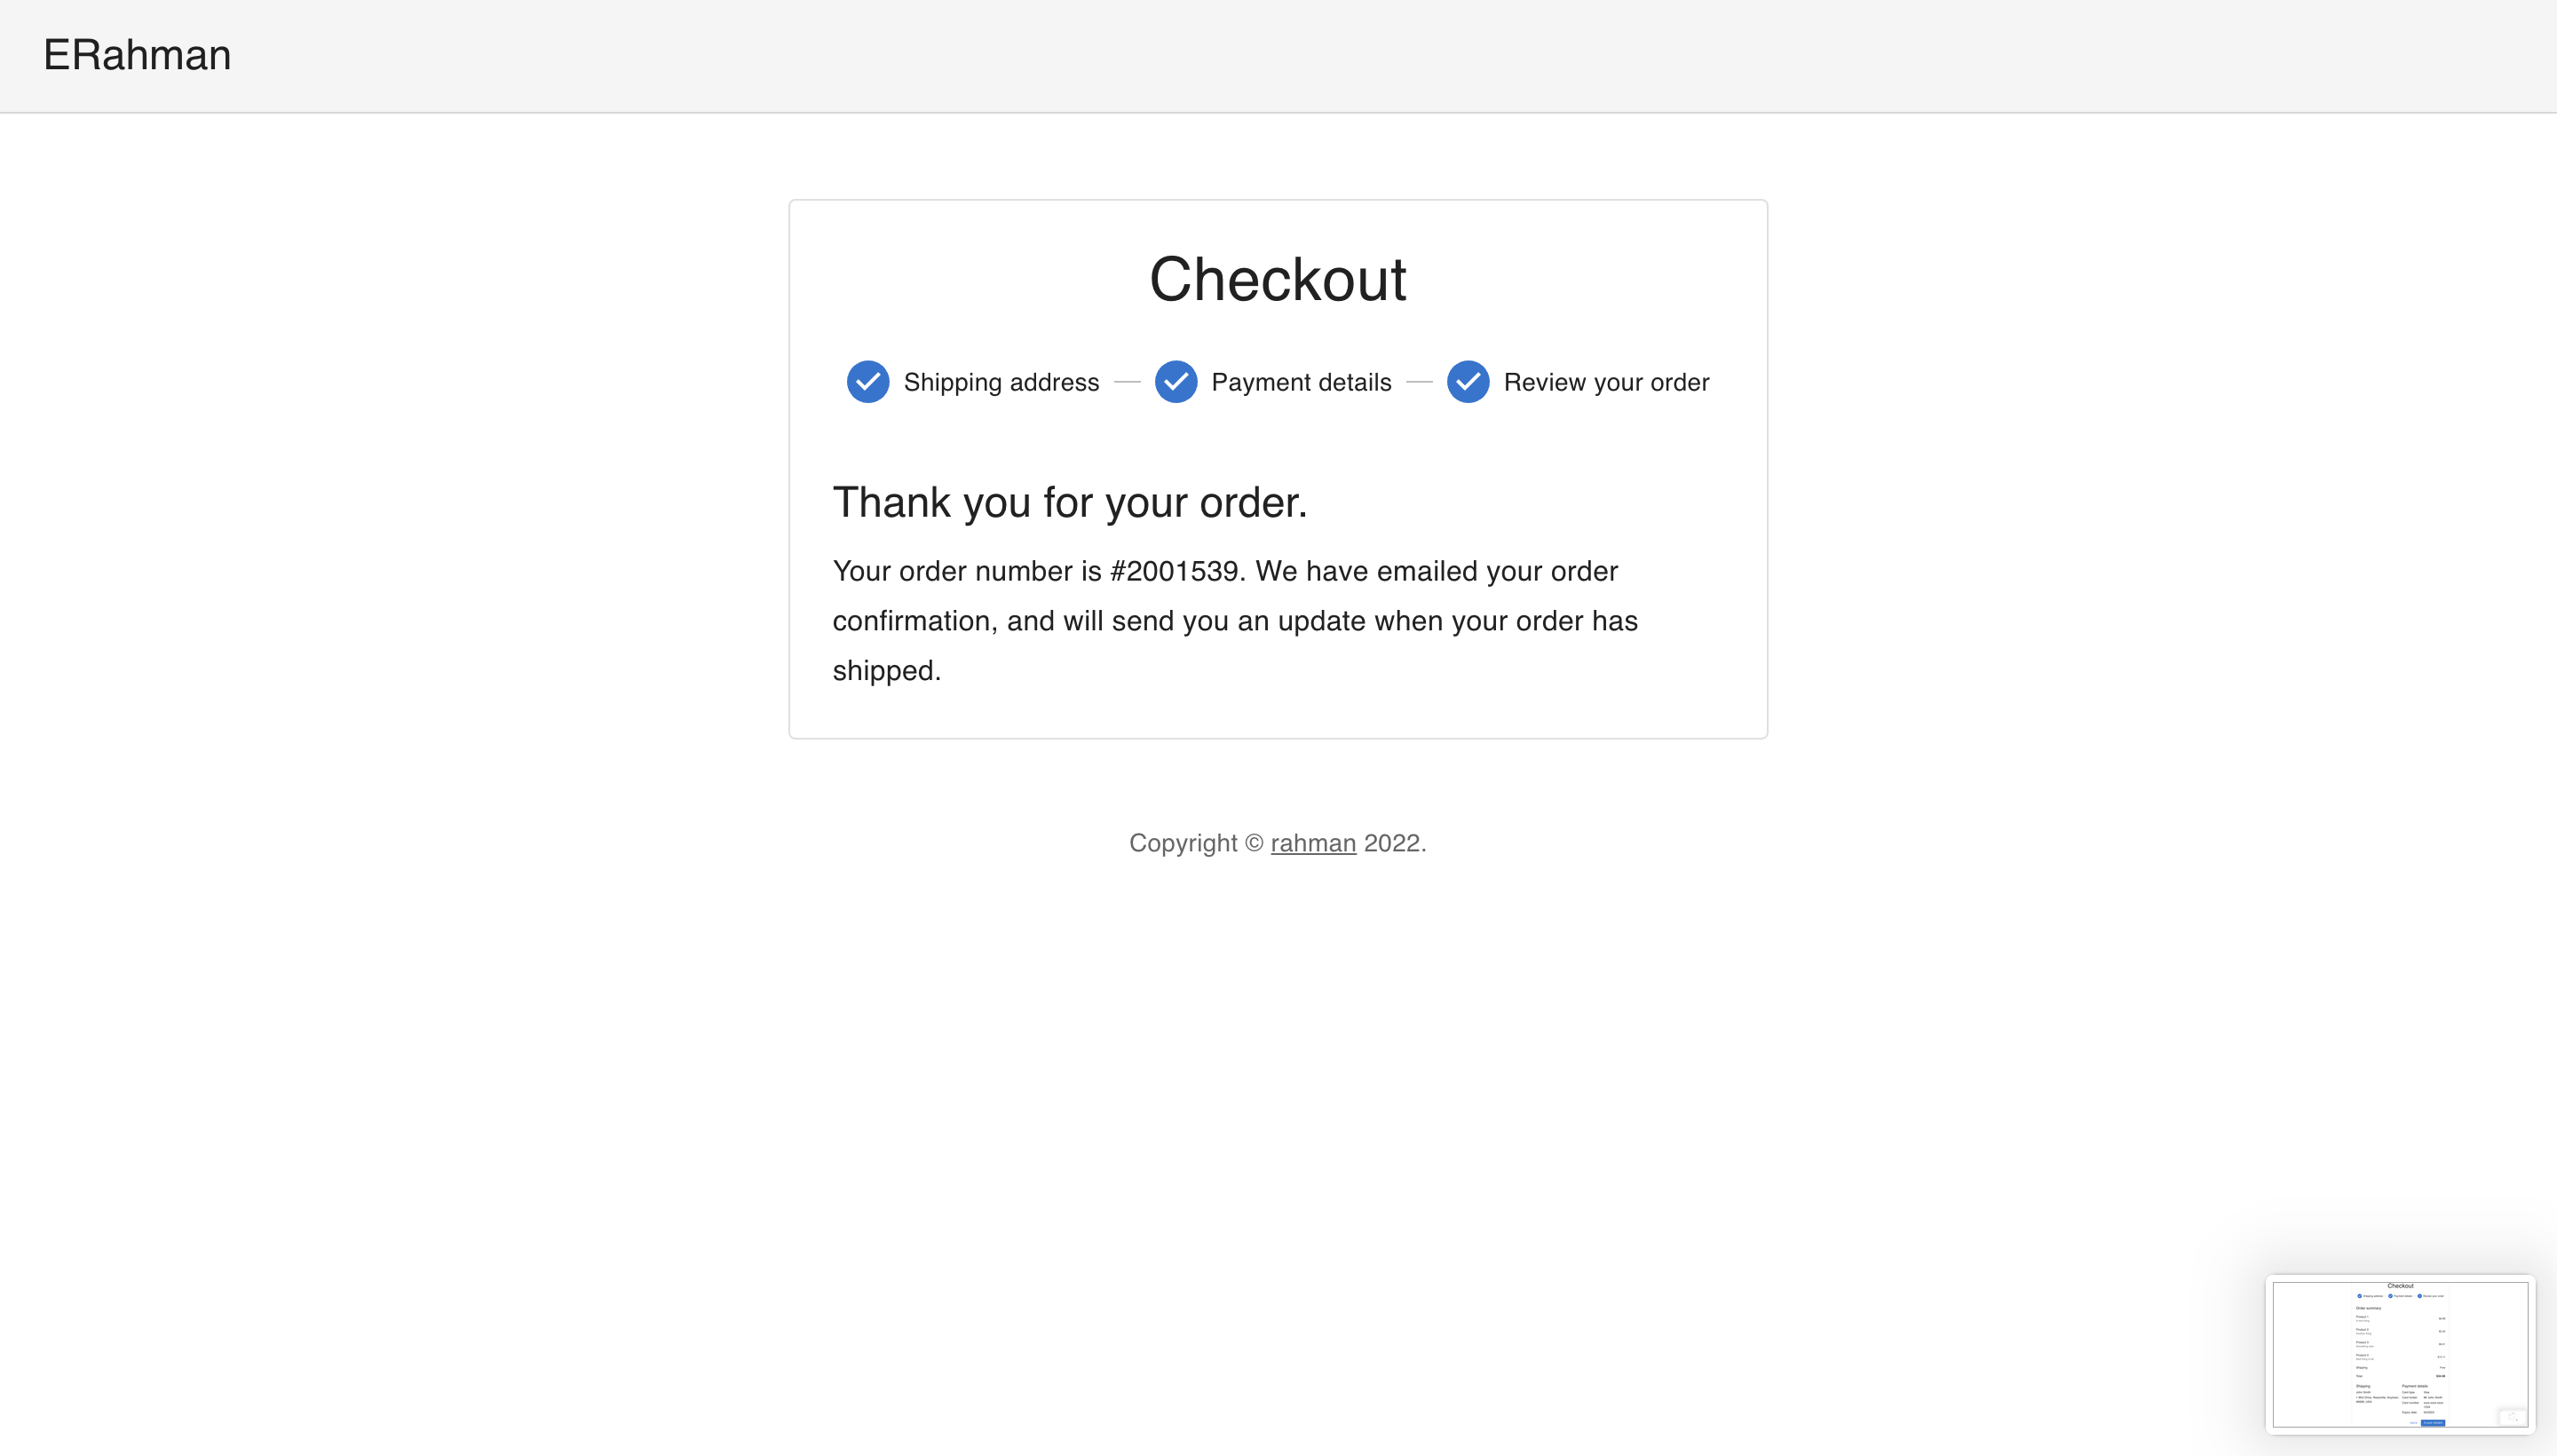 ERahman
Checkout
Shipping address
Payment details
Review your order
Thank you for your order.
Your order number is #2001539. We have emailed your order
confirmation, and will send you an update when your order has
shipped.
Copyright © rahman 2022.
Checkout
Order summary